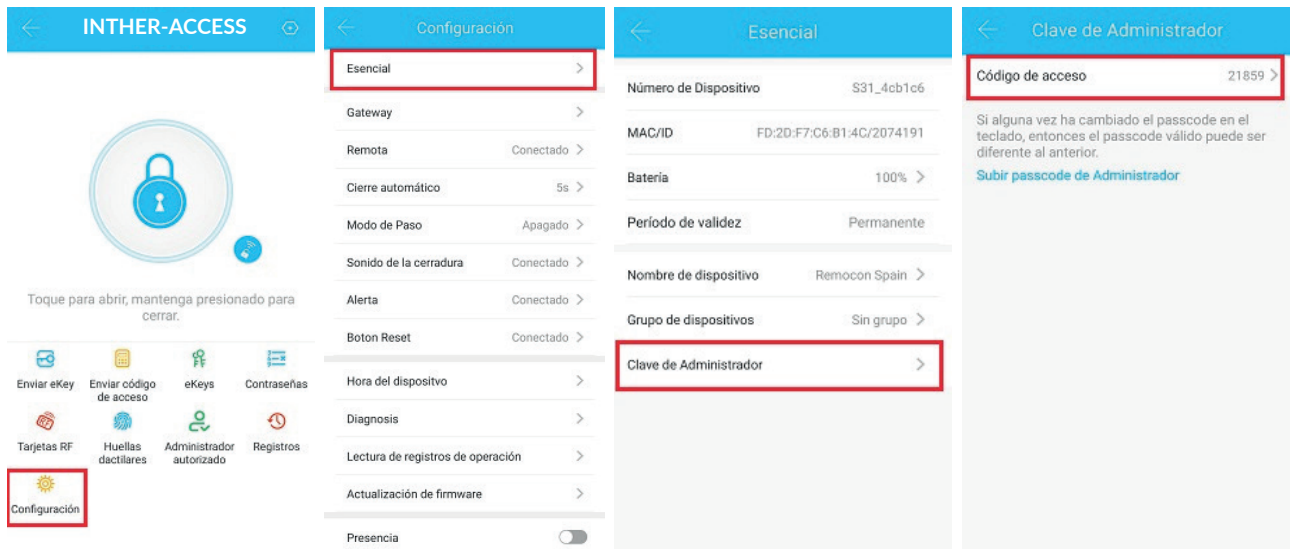 INTHER-ACCESS
Toque para abrir, mantenga presionado para
cerrar.
Enviar eKey
Enviar código
de acceso
eKeys
Contraseñas
Tarjetas RF
Huellas
dactilares
Administrador
autorizado
Registros
Configuración
Configuración
Esencial
Gateway
Remota Conectado
Cierre automático 5s
Modo de Paso Apagado
Sonido de la cerradura Conectado
Alerta Conectado
Boton Reset Conectado
Hora del dispositvo
Diagnosis
Lectura de registros de operación
Actualización de firmware
Presencia
Esencial
Número de Dispositivo S31_4cb1c6
MAC/ID FD:2D:F7:C6:B1:4C/2074191
Batería 100%
Período de validez Permanente
Nombre de dispositivo Remocon Spain
Grupo de dispositivos Sin grupo
Clave de Administrador
Clave de Administrador
Código de acceso 21859
Si alguna vez ha cambiado el passcode en el
teclado, entonces el passcode válido puede ser
diferente al anterior.
Subir passcode de Administrador